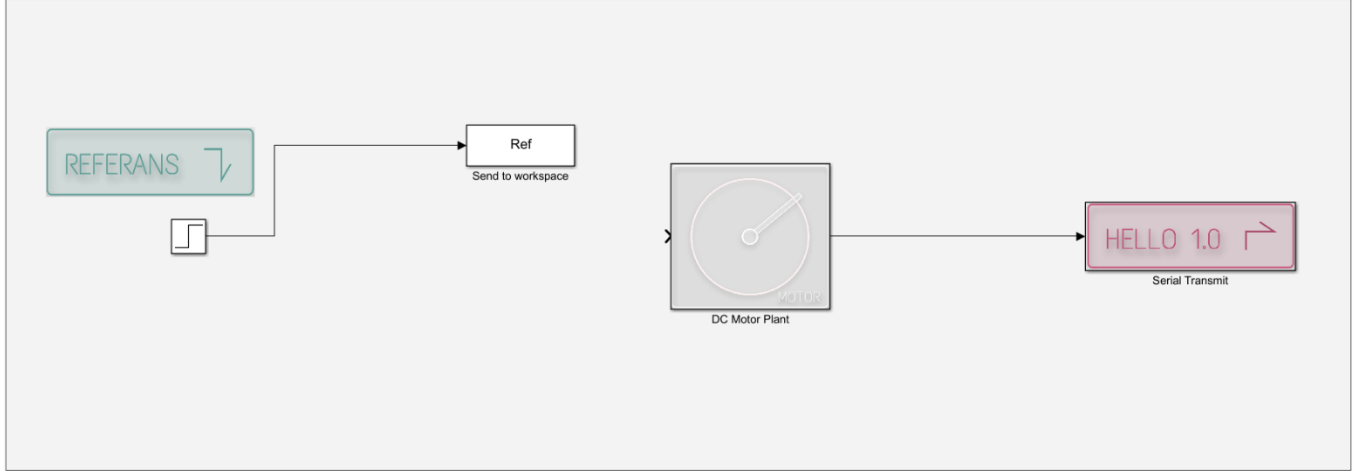 REFERANS
Ref
Send to workspace
MOTOR
DC Motor Plant
HELLO 1.0
Serial Transmit